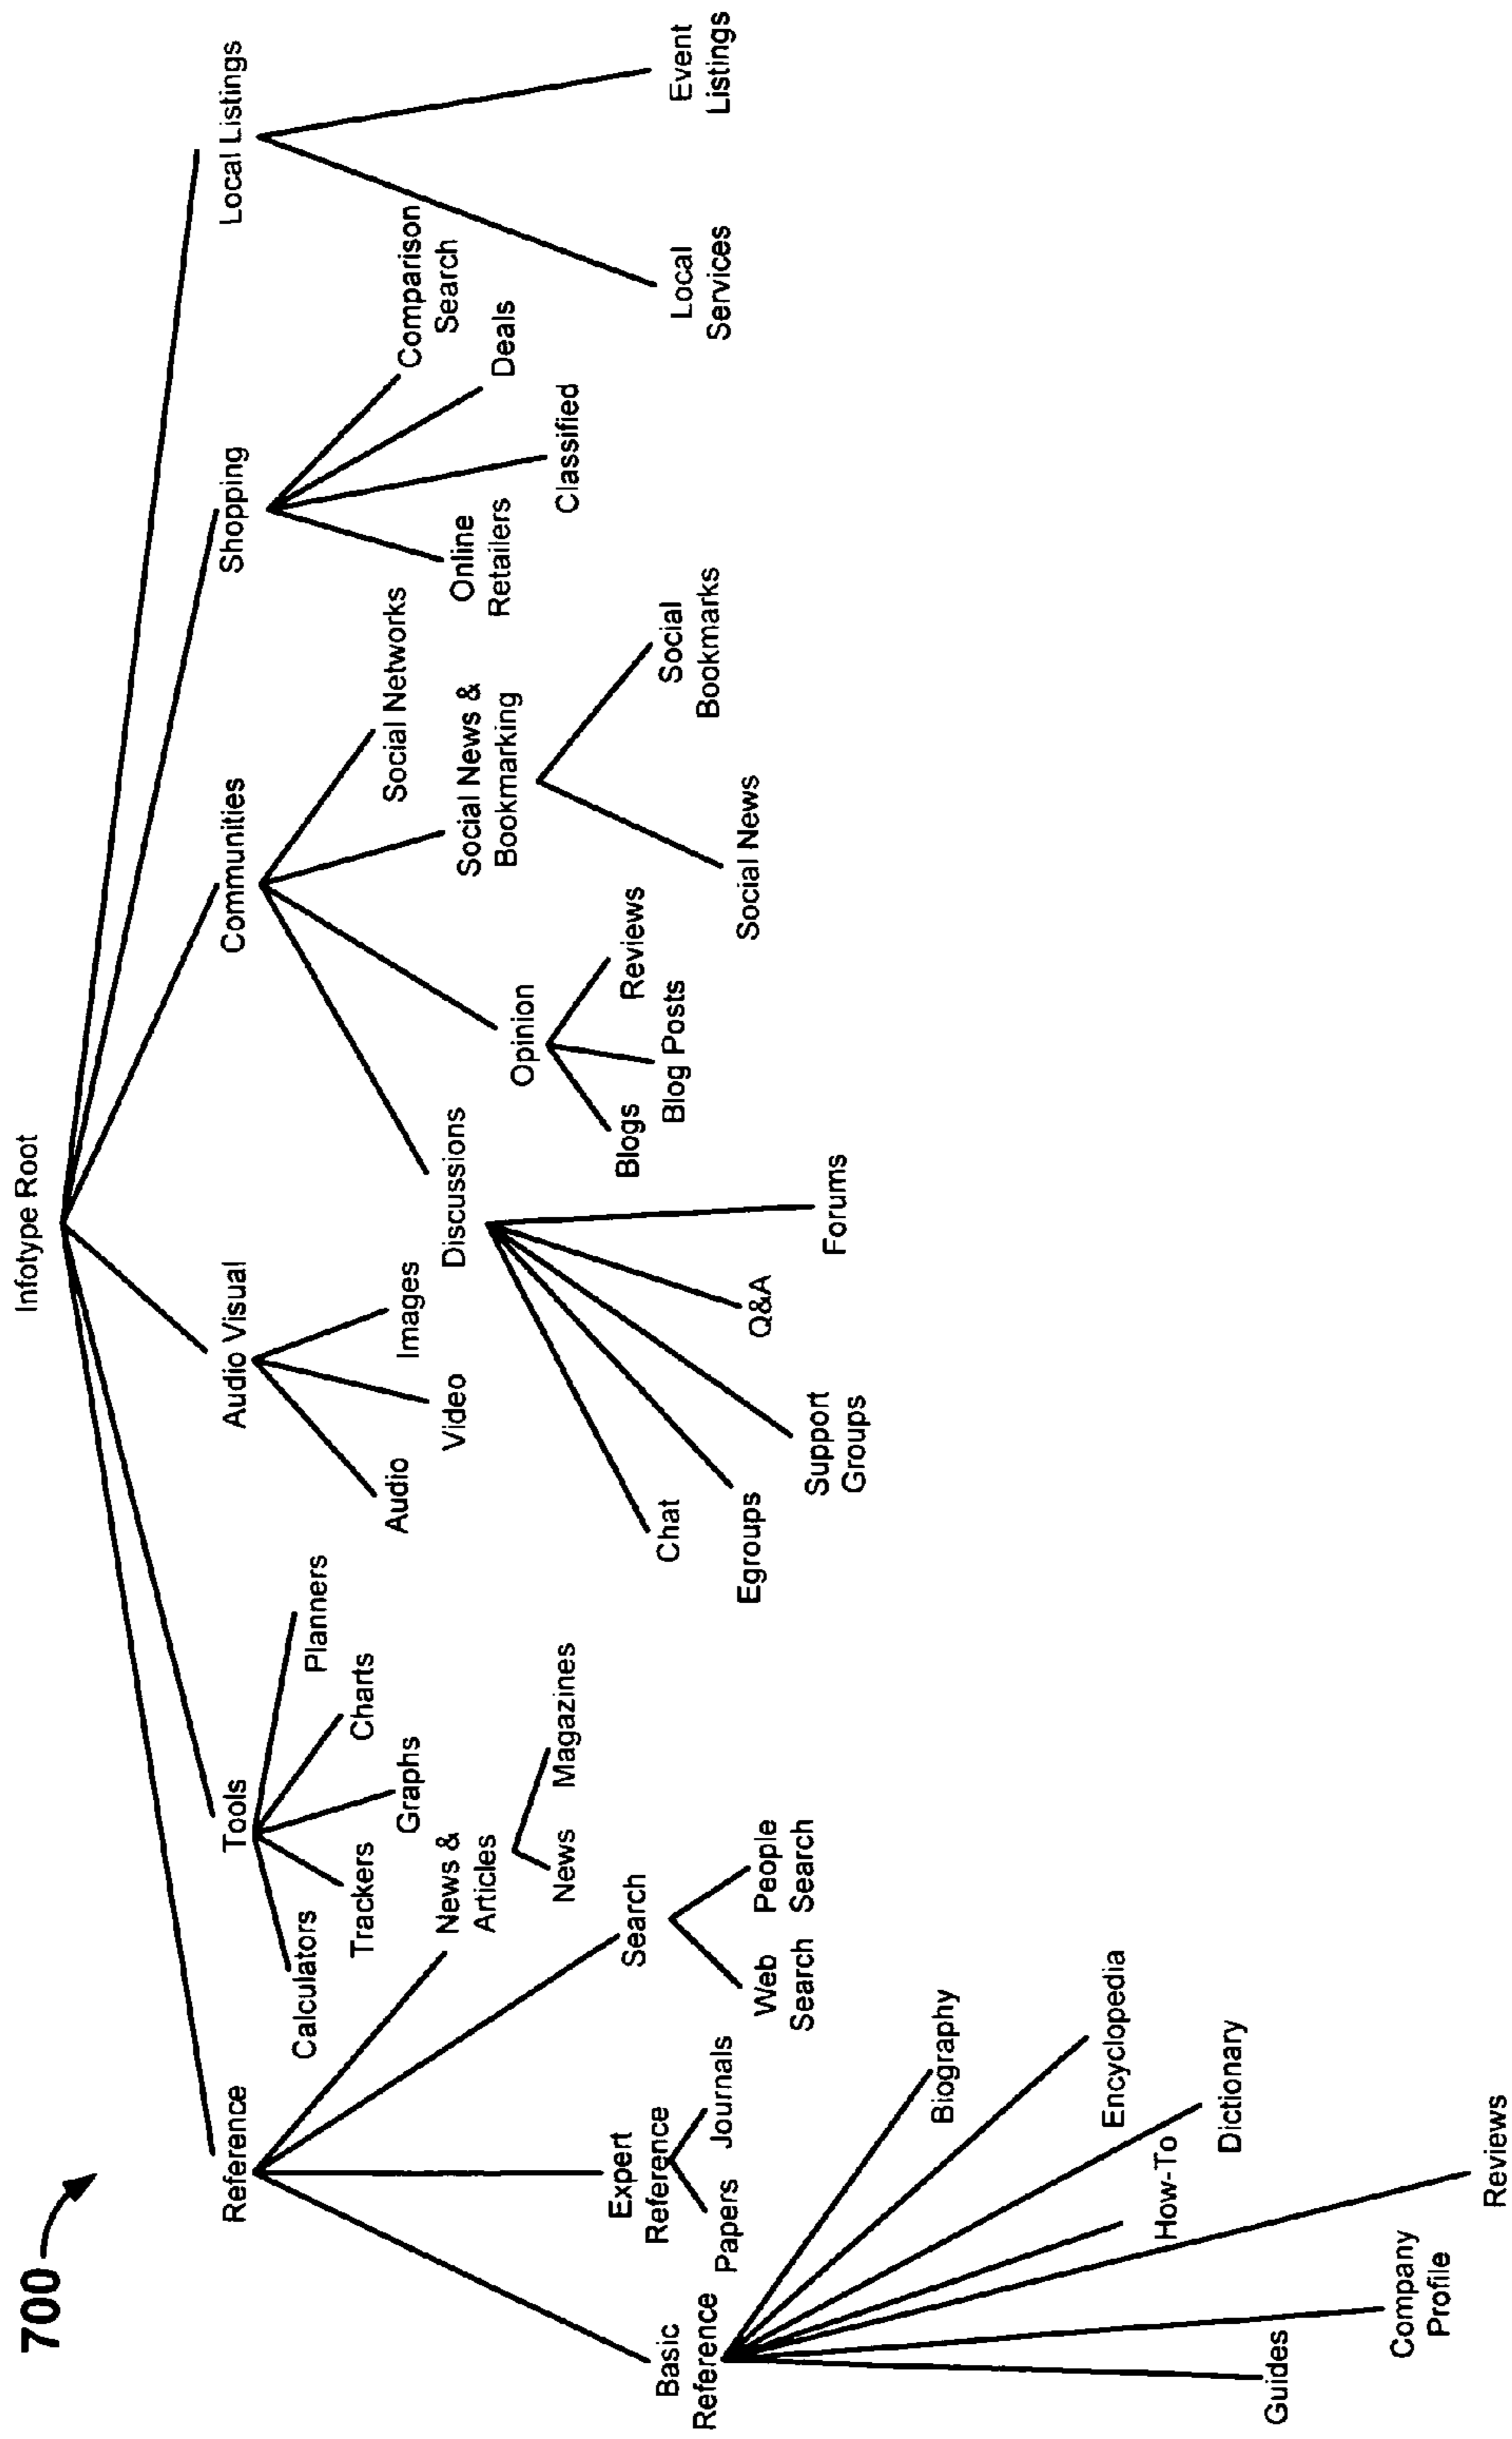 700
Infotype Root
Reference
Tools
Audio Visual
Communities
Shopping
Local Listings
Calculators
Trackers
Graphs
Charts
Planners
Audio
Video
Images
Social Networks
Comparison
Search
News &
Articles
Discussions
Social News &
Bookmarking
Online
Retailers
Deals
Opinion
Classified
News
Magazines
Expert
Reference
Search
Blogs
Blog Posts
Reviews
Basic
Reference
Papers
Journals
Chat
Social
Bookmarks
Local
Services
Event
Listings
Web
Search
People
Search
Egroups
Support
Groups
Q&A
Forums
Social News
Biography
Encyclopedia
How-To
Dictionary
Guides
Company
Profile
Reviews